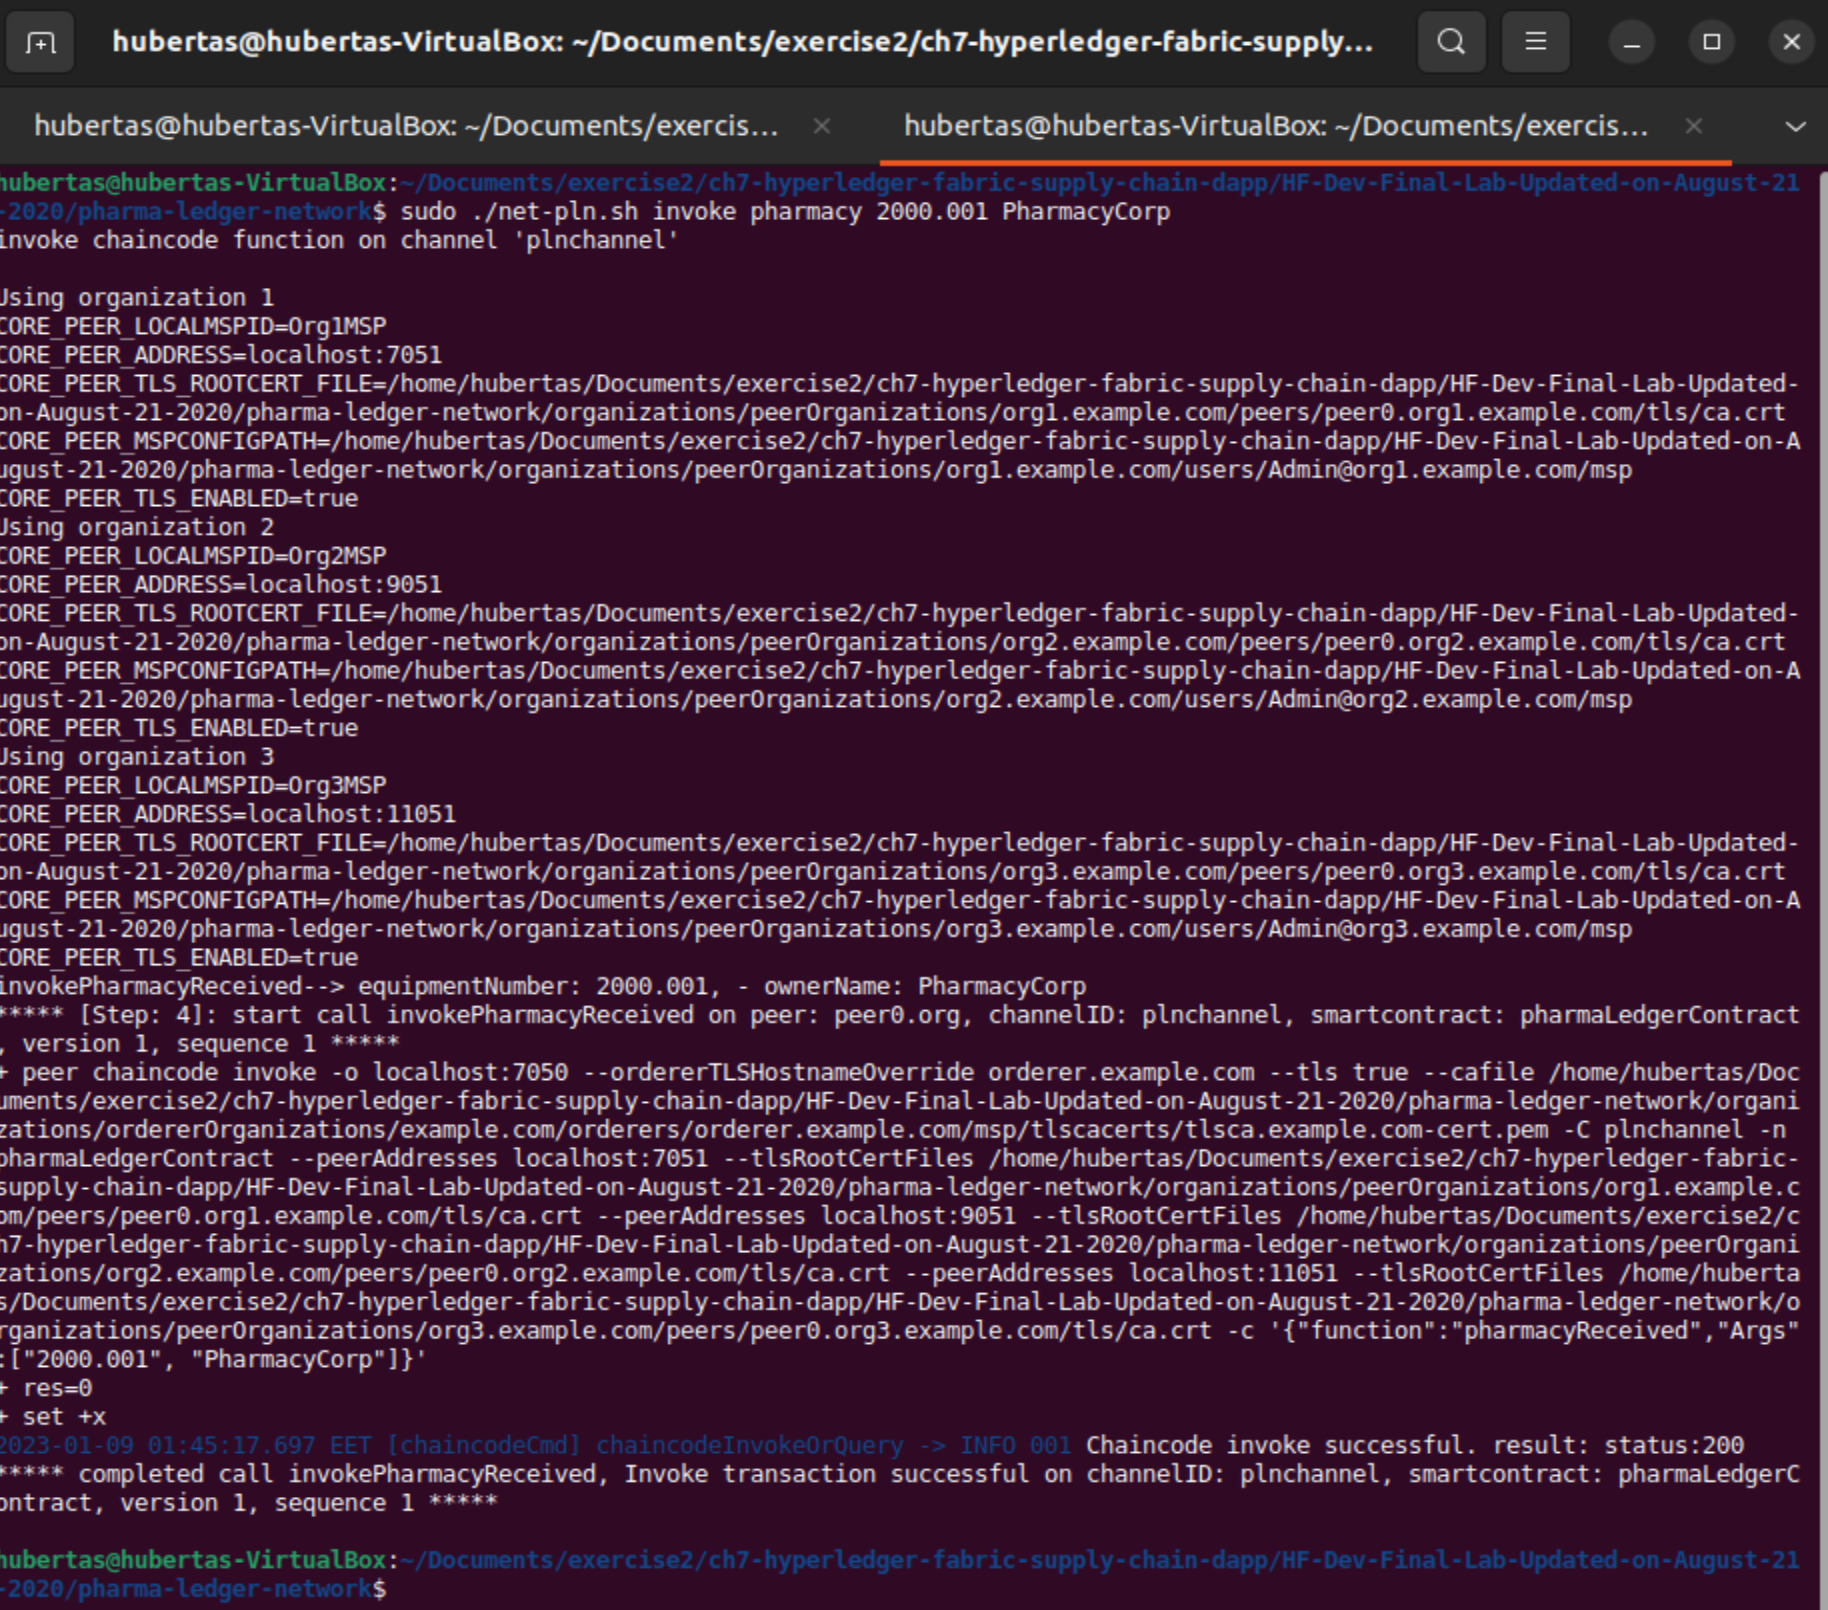 hubertas@hubertas-VirtualBox: ~/Documents/exercise2/ch7-hyperledger-fabric-supply...
hubertas@hubertas-VirtualBox: ~/Documents/exercis...
hubertas@hubertas-VirtualBox: ~/Documents/exercis...
hubertas@hubertas-VirtualBox:~/Documents/exercise2/ch7-hyperledger-fabric-supply-chain-dapp/HF-Dev-Final-Lab-Updated-on-August-21
-2020/pharma-ledger-network$ sudo ./net-pln.sh invoke pharmacy 2000.001 PharmacyCorp
invoke chaincode function on channel 'plnchannel'
Using organization 1
CORE_PEER_LOCALMSPID=Org1MSP
CORE_PEER_ADDRESS=localhost:7051
CORE_PEER_TLS_ROOTCERT_FILE=/home/hubertas/Documents/exercise2/ch7-hyperledger-fabric-supply-chain-dapp/HF-Dev-Final-Lab-Updated-
on-August-21-2020/pharma-ledger-network/organizations/peerOrganizations/org1.example.com/peers/peer0.org1.example.com/tls/ca.crt
CORE_PEER_MSPCONFIGPATH=/home/hubertas/Documents/exercise2/ch7-hyperledger-fabric-supply-chain-dapp/HF-Dev-Final-Lab-Updated-on-A
ugust-21-2020/pharma-ledger-network/organizations/peerOrganizations/org1.example.com/users/Admin@org1.example.com/msp
CORE_PEER_TLS_ENABLED=true
Using organization 2
CORE_PEER_LOCALMSPID=Org2MSP
CORE_PEER_ADDRESS=localhost:9051
CORE_PEER_TLS_ROOTCERT_FILE=/home/hubertas/Documents/exercise2/ch7-hyperledger-fabric-supply-chain-dapp/HF-Dev-Final-Lab-Updated-
on-August-21-2020/pharma-ledger-network/organizations/peerOrganizations/org2.example.com/peers/peer0.org2.example.com/tls/ca.crt
CORE_PEER_MSPCONFIGPATH=/home/hubertas/Documents/exercise2/ch7-hyperledger-fabric-supply-chain-dapp/HF-Dev-Final-Lab-Updated-on-A
ugust-21-2020/pharma-ledger-network/organizations/peerOrganizations/org2.example.com/users/Admin@org2.example.com/msp
CORE_PEER_TLS_ENABLED=true
Using organization 3
CORE_PEER_LOCALMSPID=Org3MSP
CORE_PEER_ADDRESS=localhost:11051
CORE_PEER_TLS_ROOTCERT_FILE=/home/hubertas/Documents/exercise2/ch7-hyperledger-fabric-supply-chain-dapp/HF-Dev-Final-Lab-Updated-
on-August-21-2020/pharma-ledger-network/organizations/peerOrganizations/org3.example.com/peers/peer0.org3.example.com/tls/ca.crt
CORE_PEER_MSPCONFIGPATH=/home/hubertas/Documents/exercise2/ch7-hyperledger-fabric-supply-chain-dapp/HF-Dev-Final-Lab-Updated-on-A
ugust-21-2020/pharma-ledger-network/organizations/peerOrganizations/org3.example.com/users/Admin@org3.example.com/msp
CORE_PEER_TLS_ENABLED=true
invokePharmacyReceived--> equipmentNumber: 2000.001, - ownerName: PharmacyCorp
***** [Step: 4]: start call invokePharmacyReceived on peer: peer0.org, channelID: plnchannel, smartcontract: pharmaLedgerContract
, version 1, sequence 1 *****
+ peer chaincode invoke -o localhost:7050 --ordererTLSHostnameOverride orderer.example.com --tls true --cafile /home/hubertas/Doc
uments/exercise2/ch7-hyperledger-fabric-supply-chain-dapp/HF-Dev-Final-Lab-Updated-on-August-21-2020/pharma-ledger-network/organi
zations/ordererOrganizations/example.com/orderers/orderer.example.com/msp/tlscacerts/tlsca.example.com-cert.pem -C plnchannel -n
pharmaLedgerContract --peerAddresses localhost:7051 --tlsRootCertFiles /home/hubertas/Documents/exercise2/ch7-hyperledger-fabric-
supply-chain-dapp/HF-Dev-Final-Lab-Updated-on-August-21-2020/pharma-ledger-network/organizations/peerOrganizations/org1.example.c
om/peers/peer0.org1.example.com/tls/ca.crt --peerAddresses localhost:9051 --tlsRootCertFiles /home/hubertas/Documents/exercise2/c
h7-hyperledger-fabric-supply-chain-dapp/HF-Dev-Final-Lab-Updated-on-August-21-2020/pharma-ledger-network/organizations/peerOrgani
zations/org2.example.com/peers/peer0.org2.example.com/tls/ca.crt --peerAddresses localhost:11051 --tlsRootCertFiles /home/huberta
s/Documents/exercise2/ch7-hyperledger-fabric-supply-chain-dapp/HF-Dev-Final-Lab-Updated-on-August-21-2020/pharma-ledger-network/o
rganizations/peerOrganizations/org3.example.com/peers/peer0.org3.example.com/tls/ca.crt -c '{"function":"pharmacyReceived","Args"
:["2000.001", "PharmacyCorp"]}'
+ res=0
+ set +x
2023-01-09 01:45:17.697 EET [chaincodeCmd] chaincodeInvokeOrQuery -> INFO 001 Chaincode invoke successful. result: status:200
***** completed call invokePharmacyReceived, Invoke transaction successful on channelID: plnchannel, smartcontract: pharmaLedgerC
ontract, version 1, sequence 1 *****
hubertas@hubertas-VirtualBox:~/Documents/exercise2/ch7-hyperledger-fabric-supply-chain-dapp/HF-Dev-Final-Lab-Updated-on-August-21
-2020/pharma-ledger-network$